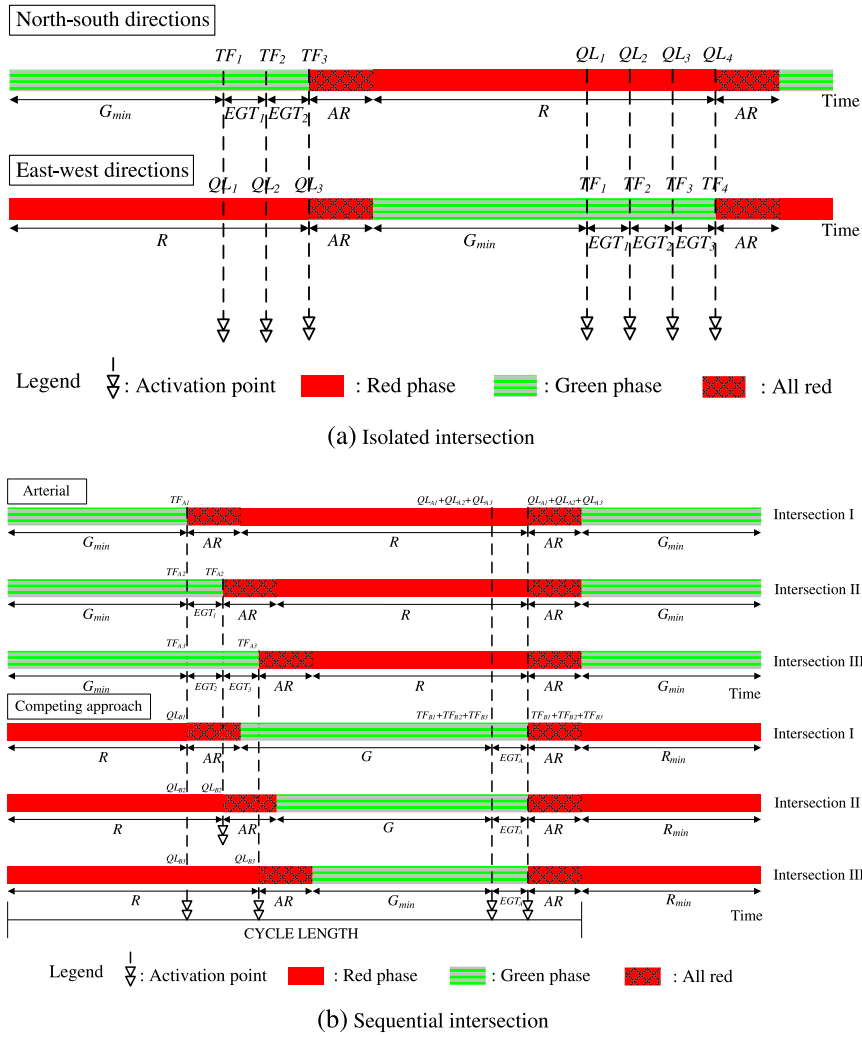 North-south directions
TF1 TF2 TF3 QL1 QL2 QL3 QL4
Time
Gmin EGT1 EGT2 AR R AR
East-west directions
QL1 QL2 QL3 TF1 TF2 TF3 TF4
Time
R AR Gmin EGT1 EGT2 EGT3 AR
Legend : Activation point : Red phase : Green phase : All red
(a) Isolated intersection
Arterial
TFA1 QLA1+QLA2+QLA3 QLA1+QLA2+QLA3
Intersection I
Gmin AR R AR Gmin
TFA2 TFA2
Intersection II
Gmin EGT1 AR R AR Gmin
TFA3 TFA3
Intersection III
Gmin EGT2 EGT3 AR R AR Gmin
Time
Competing approach
QLB1 TFB1+TFB2+TFB3 TFB1+TFB2+TFB3
Intersection I
R AR G EGTA AR Rmin
QLB2 QLB2
Intersection II
R AR G EGTA AR Rmin
QLB3 QLB3
Intersection III
R AR Gmin EGTA AR Rmin
Time
CYCLE LENGTH
Legend : Activation point : Red phase : Green phase : All red
(b) Sequential intersection